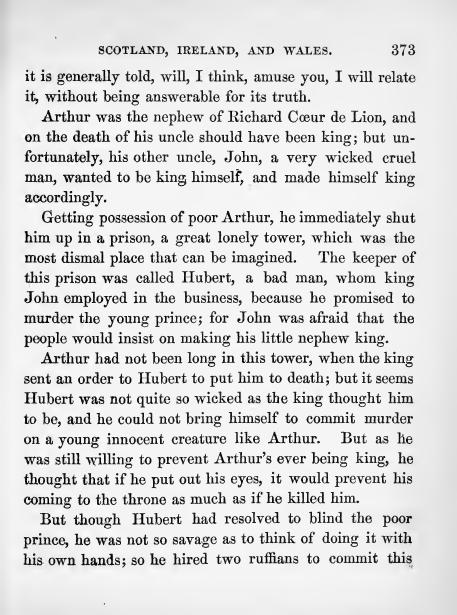 SCOTLAND, IRELAND, AND WALES. 373
it is generally told, will, I think, amuse you, I will relate
it, without being answerable for its truth.
Arthur was the nephew of Richard Cœur de Lion, and
on the death of his uncle should have been king; but un-
fortunately, his other uncle, John, a very wicked cruel
man, wanted to be king himself, and made himself king
accordingly.
Getting possession of poor Arthur, he immediately shut
him up in a prison, a great lonely tower, which was the
most dismal place that can be imagined. The keeper of
this prison was called Hubert, a bad man, whom king
John employed in the business, because he promised to
murder the young prince; for John was afraid that the
people would insist on making his little nephew king.
Arthur had not been long in this tower, when the king
sent an order to Hubert to put him to death; but it seems
Hubert was not quite so wicked as the king thought him
to be, and he could not bring himself to commit murder
on a young innocent creature like Arthur. But as he
was still willing to prevent Arthur's ever being king, he
thought that if he put out his eyes, it would prevent his
coming to the throne as much as if he killed him.
But though Hubert had resolved to blind the poor
prince, he was not so savage as to think of doing it with
his own hands; so he hired two ruffians to commit this